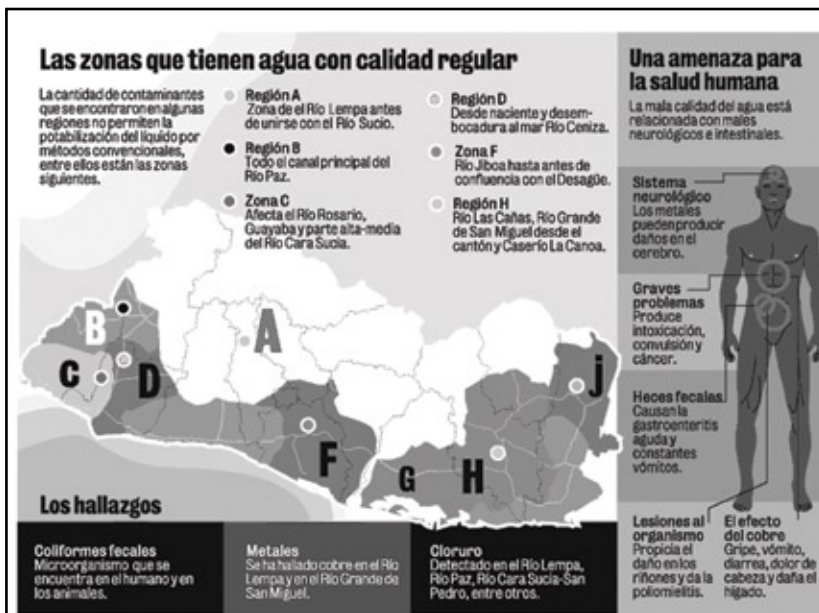 Las zonas que tienen agua con calidad regular
La cantidad de contaminantes
que se encontraron en algunas
regiones no permiten la
potabilización del líquido por
métodos convencionales,
entre ellos están las zonas
siguientes.
Región A
Zona de el Río Lempa antes
de unirse con el Río Sucio.
Región B
Todo el canal principal del
Río Paz.
Zona C
Afecta el Río Rosario,
Guayaba y parte alta-media
del Río Cara Sucia.
Región D
Desde naciente y desem-
bocadura al mar Río Ceniza.
Zona F
Río Jiboa hasta antes de
confluencia con el Desagüe.
Región H
Río Las Cañas, Río Grande
de San Miguel desde el
cantón y Caserío La Canoa.
A
B
C
D
F
G
H
J
Los hallazgos
Coliformes fecales
Microorganismo que se
encuentra en el humano y en
los animales.
Metales
Se ha hallado cobre en el Río
Lempa y en el Río Grande de
San Miguel.
Cloruro
Detectado en el Río Lempa,
Río Paz, Río Cara Sucia-San
Pedro, entre otros.
Una amenaza para
la salud humana
La mala calidad del agua está
relacionada con males
neurológicos e intestinales.
Sistema
neurológico
Los metales
pueden producir
daños en el
cerebro.
Graves
problemas
Produce
intoxicación,
convulsión y
cáncer.
Heces fecales
Causan la
gastroenteritis
aguda y
constantes
vómitos.
Lesiones al
organismo
Propicia el
daño en los
riñones y da la
poliomielitis.
El efecto
del cobre
Gripe, vómito,
diarrea, dolor de
cabeza y daña el
hígado.